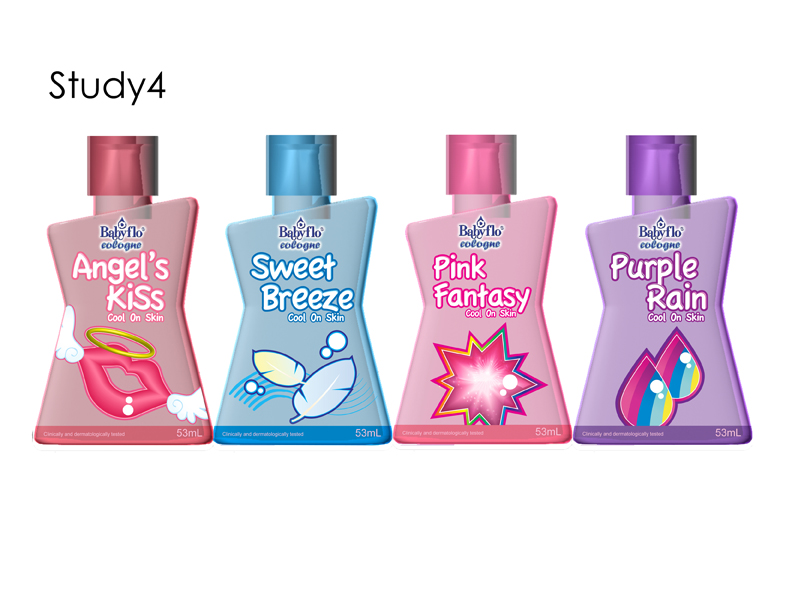 Study4
Babyflo®
cologne
Angel's
Kiss
Cool On Skin
Clinically and dermatologically tested
53mL
Babyflo®
cologne
Sweet
Breeze
Cool On Skin
Clinically and dermatologically tested
53mL
Babyflo®
cologne
Pink
Fantasy
Cool On Skin
Clinically and dermatologically tested
53mL
Babyflo®
cologne
Purple
Rain
Cool On Skin
Clinically and dermatologically tested
53mL